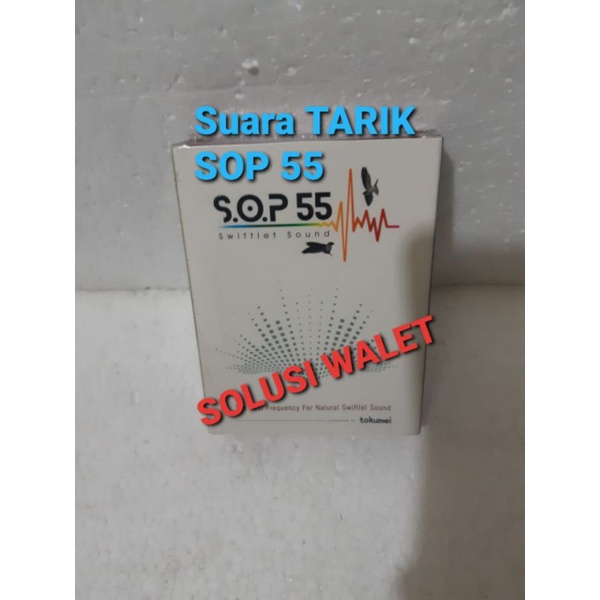 Suara TARIK
SOP 55
S.O.P 55
Swiftlet Sound
SOLUSI WALET
Frequency For Natural Swiftlet Sound
tokumei